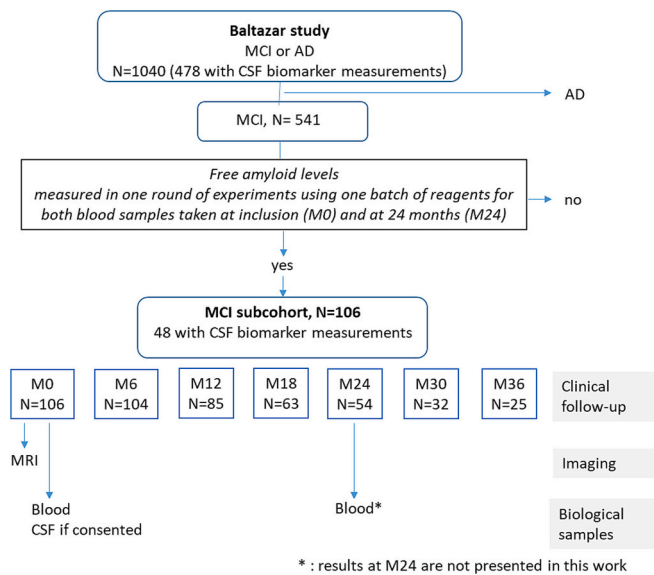 Baltazar study
MCI or AD
N=1040 (478 with CSF biomarker measurements)
AD
MCI, N= 541
Free amyloid levels
measured in one round of experiments using one batch of reagents for
both blood samples taken at inclusion (M0) and at 24 months (M24)
no
yes
MCI subcohort, N=106
48 with CSF biomarker measurements
M0
N=106
M6
N=104
M12
N=85
M18
N=63
M24
N=54
M30
N=32
M36
N=25
Clinical
follow-up
MRI
Imaging
Blood
CSF if consented
Blood*
Biological
samples
* : results at M24 are not presented in this work